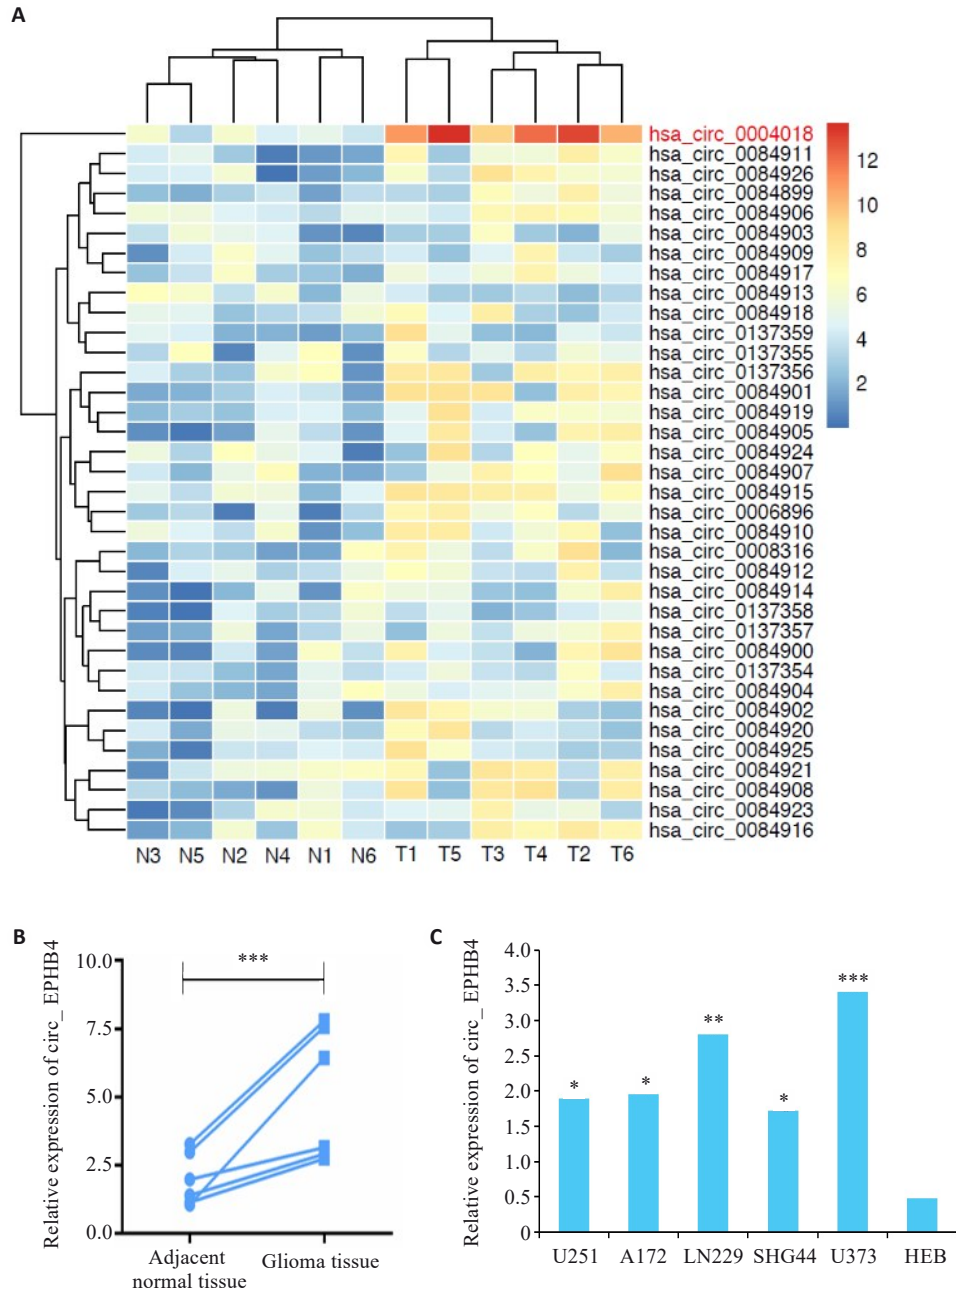 A
hsa_circ_0004018
hsa_circ_0084911
hsa_circ_0084926
hsa_circ_0084899
hsa_circ_0084906
hsa_circ_0084903
hsa_circ_0084909
hsa_circ_0084917
hsa_circ_0084913
hsa_circ_0084918
hsa_circ_0137359
hsa_circ_0137355
hsa_circ_0137356
hsa_circ_0084901
hsa_circ_0084919
hsa_circ_0084905
hsa_circ_0084924
hsa_circ_0084907
hsa_circ_0084915
hsa_circ_0006896
hsa_circ_0084910
hsa_circ_0008316
hsa_circ_0084912
hsa_circ_0084914
hsa_circ_0137358
hsa_circ_0137357
hsa_circ_0084900
hsa_circ_0137354
hsa_circ_0084904
hsa_circ_0084902
hsa_circ_0084920
hsa_circ_0084925
hsa_circ_0084921
hsa_circ_0084908
hsa_circ_0084923
hsa_circ_0084916
12
10
8
6
4
2
N3 N5 N2 N4 N1 N6 T1 T5 T3 T4 T2 T6
B
Relative expression of circ_ EPHB4
10.0
7.5
5.0
2.5
0.0
***
Adjacent normal tissue
Glioma tissue
C
Relative expression of circ_ EPHB4
4.0
3.5
3.0
2.5
2.0
1.5
1.0
0.5
0
* * ** * ***
U251 A172 LN229 SHG44 U373 HEB